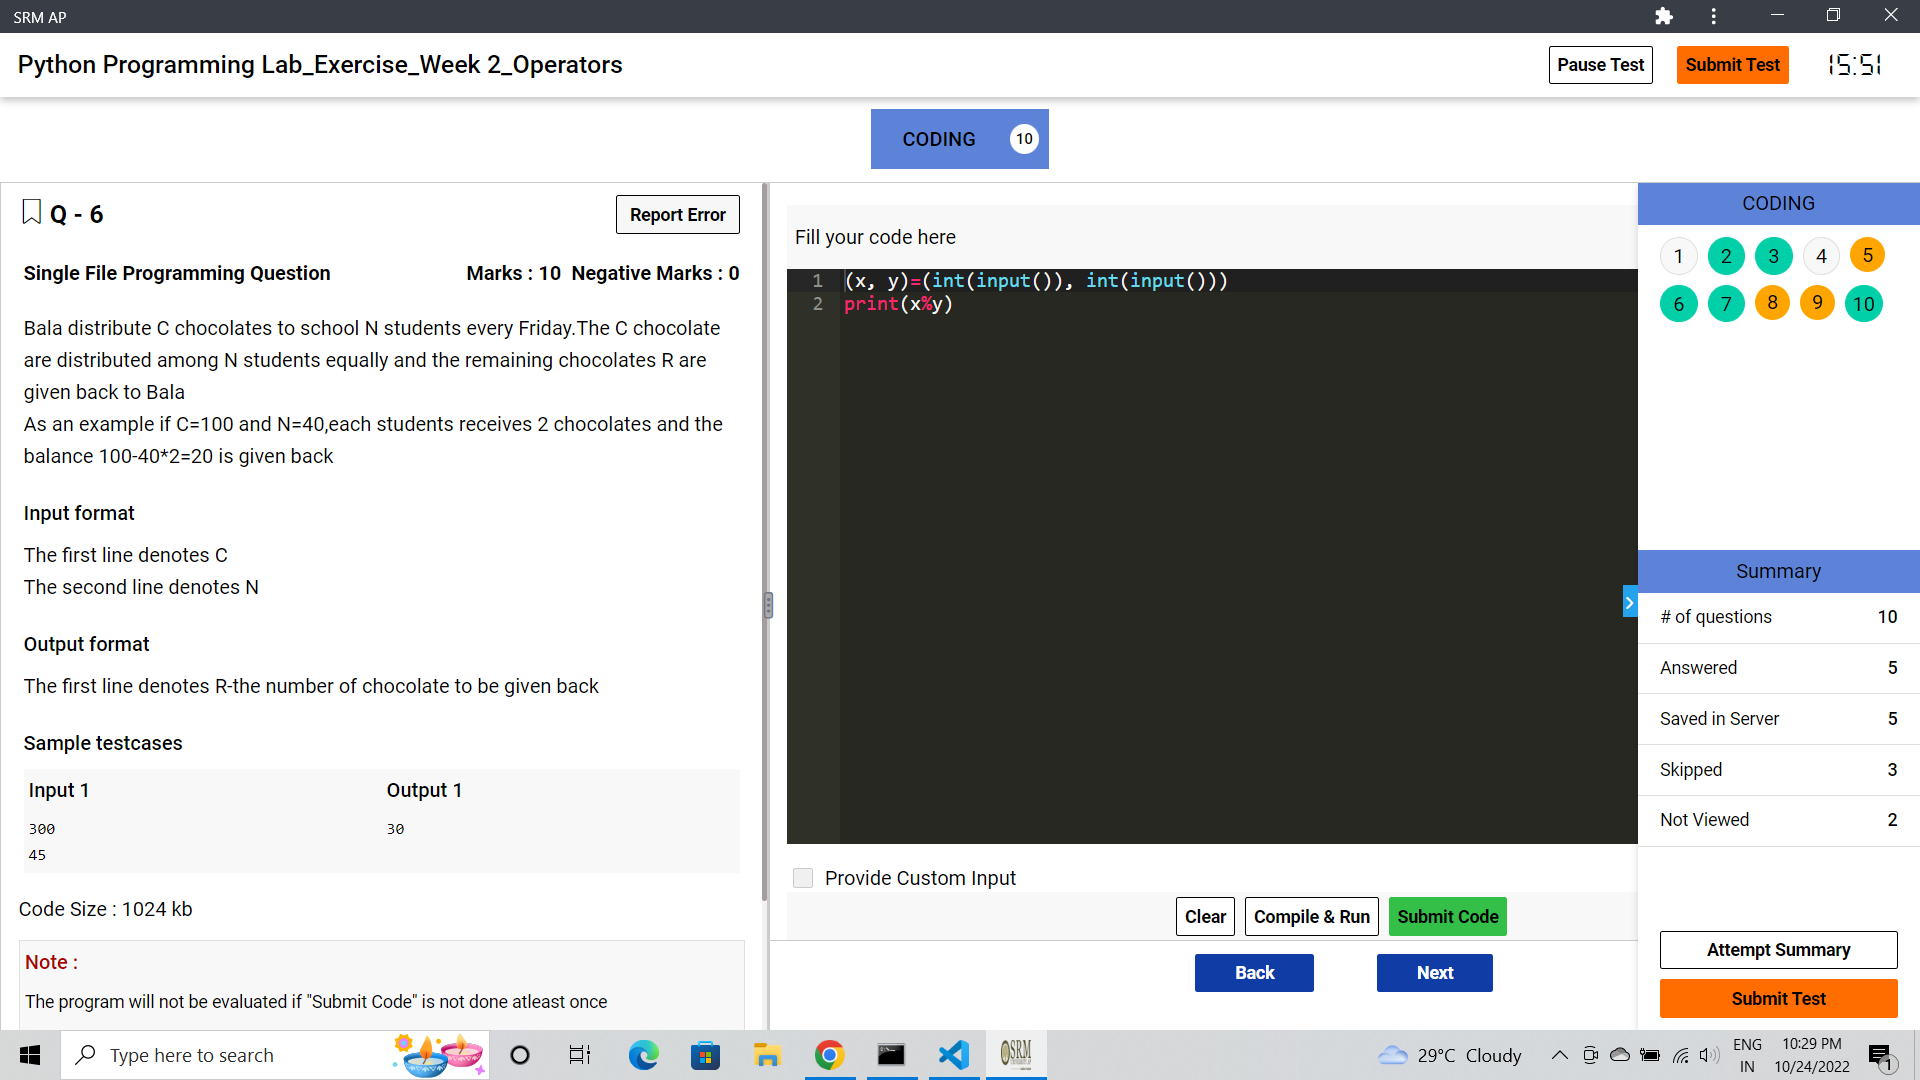 SRM AP
Python Programming Lab_Exercise_Week 2_Operators
Pause Test
Submit Test
15:51
CODING 10
Q - 6
Report Error
Single File Programming Question
Marks : 10 Negative Marks : 0
Bala distribute C chocolates to school N students every Friday.The C chocolate
are distributed among N students equally and the remaining chocolates R are
given back to Bala
As an example if C=100 and N=40,each students receives 2 chocolates and the
balance 100-40*2=20 is given back
Input format
The first line denotes C
The second line denotes N
Output format
The first line denotes R-the number of chocolate to be given back
Sample testcases
Input 1
Output 1
300
30
45
Code Size : 1024 kb
Note :
The program will not be evaluated if "Submit Code" is not done atleast once
Fill your code here
1 (x, y)=(int(input()), int(input()))
2 print(x%y)
Provide Custom Input
Clear
Compile & Run
Submit Code
Back
Next
CODING
1 2 3 4 5
6 7 8 9 10
Summary
# of questions 10
Answered 5
Saved in Server 5
Skipped 3
Not Viewed 2
Attempt Summary
Submit Test
Type here to search
SRM
29°C Cloudy
ENG
IN
10:29 PM
10/24/2022
1